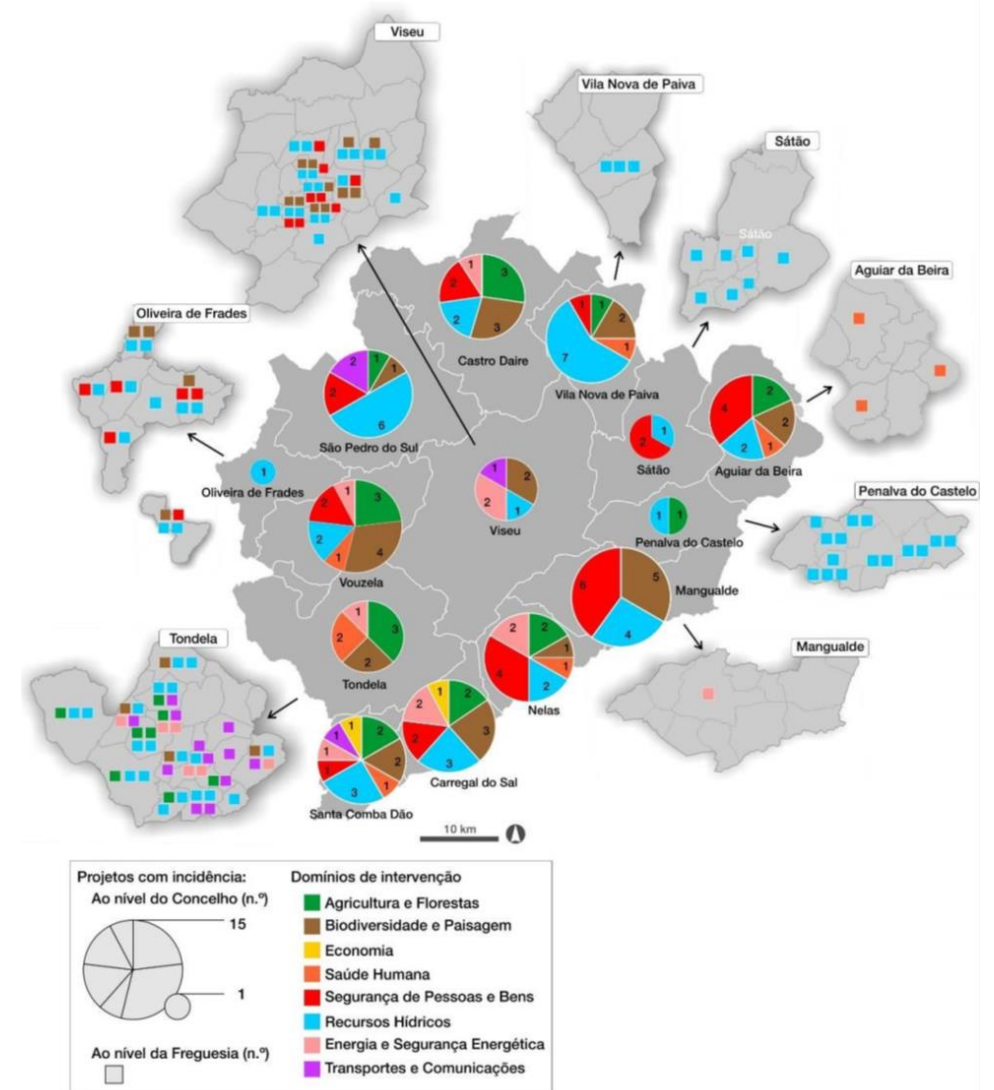 Viseu
Vila Nova de Paiva
Sátão
Sátão
Aguiar da Beira
Oliveira de Frades
1
3
2
2
3
Castro Daire
1
1
2
1
7
Vila Nova de Paiva
2
1
1
2
6
São Pedro do Sul
4
2
2
1
2
Aguiar da Beira
1
2
Sátão
1
Oliveira de Frades
1
2
2
1
Viseu
Penalva do Castelo
1
1
Penalva do Castelo
1
3
2
2
1
4
Vouzela
6
5
4
Mangualde
Mangualde
Tondela
1
3
2
2
Tondela
2
2
1
1
4
2
Nelas
1
2
2
3
2
3
Carregal do Sal
1
2
1
1
2
1
1
3
Santa Comba Dão
10 km
Projetos com incidência:
Ao nível do Concelho (n.º)
15
1
Ao nível da Freguesia (n.º)
Domínios de intervenção
Agricultura e Florestas
Biodiversidade e Paisagem
Economia
Saúde Humana
Segurança de Pessoas e Bens
Recursos Hídricos
Energia e Segurança Energética
Transportes e Comunicações